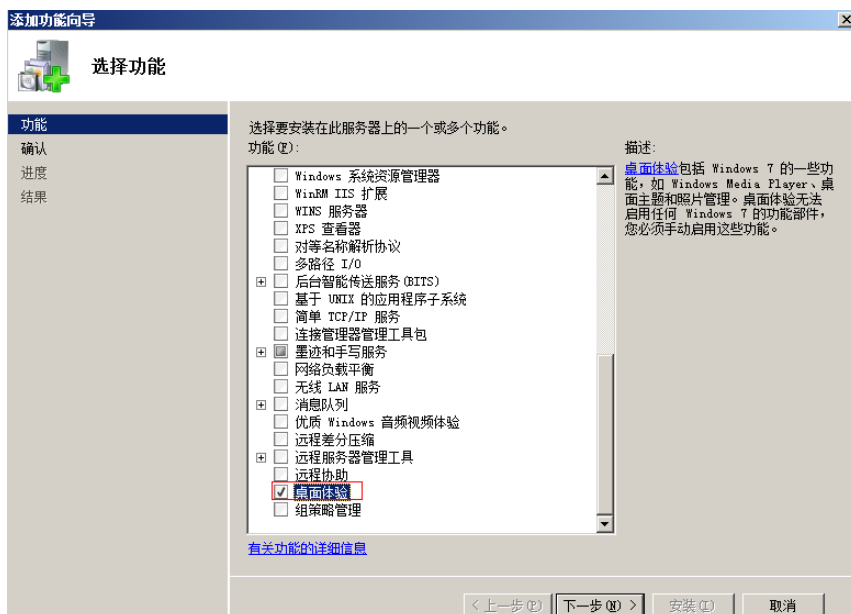 添加功能向导
选择功能
功能
确认
进度
结果
选择要安装在此服务器上的一个或多个功能。
功能(F):
Windows 系统资源管理器
WinRM IIS 扩展
WINS 服务器
XPS 查看器
对等名称解析协议
多路径 I/O
后台智能传送服务(BITS)
基于 UNIX 的应用程序子系统
简单 TCP/IP 服务
连接管理器管理工具包
墨迹和手写服务
网络负载平衡
无线 LAN 服务
消息队列
优质 Windows 音频视频体验
远程差分压缩
远程服务器管理工具
远程协助
桌面体验
组策略管理
有关功能的详细信息
描述:
桌面体验包括 Windows 7 的一些功
能，如 Windows Media Player、桌
面主题和照片管理。桌面体验无法
启用任何 Windows 7 的功能部件，
您必须手动启用这些功能。
< 上一步(P)
下一步(N) >
安装(I)
取消